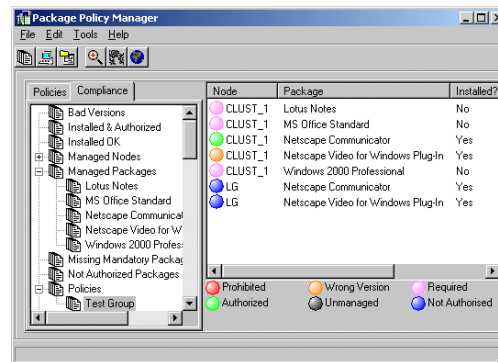 Package Policy Manager
File Edit Tools Help
Policies Compliance
Bad Versions
Installed & Authorized
Installed OK
Managed Nodes
Managed Packages
Lotus Notes
MS Office Standard
Netscape Communicat
Netscape Video for W
Windows 2000 Profes
Missing Mandatory Packag
Not Authorized Packages
Policies
Test Group
Node Package Installed?
CLUST_1 Lotus Notes No
CLUST_1 MS Office Standard No
CLUST_1 Netscape Communicator Yes
CLUST_1 Netscape Video for Windows Plug-In Yes
CLUST_1 Windows 2000 Professional No
LG Netscape Communicator Yes
LG Netscape Video for Windows Plug-In Yes
Prohibited Wrong Version Required
Authorized Unmanaged Not Authorised